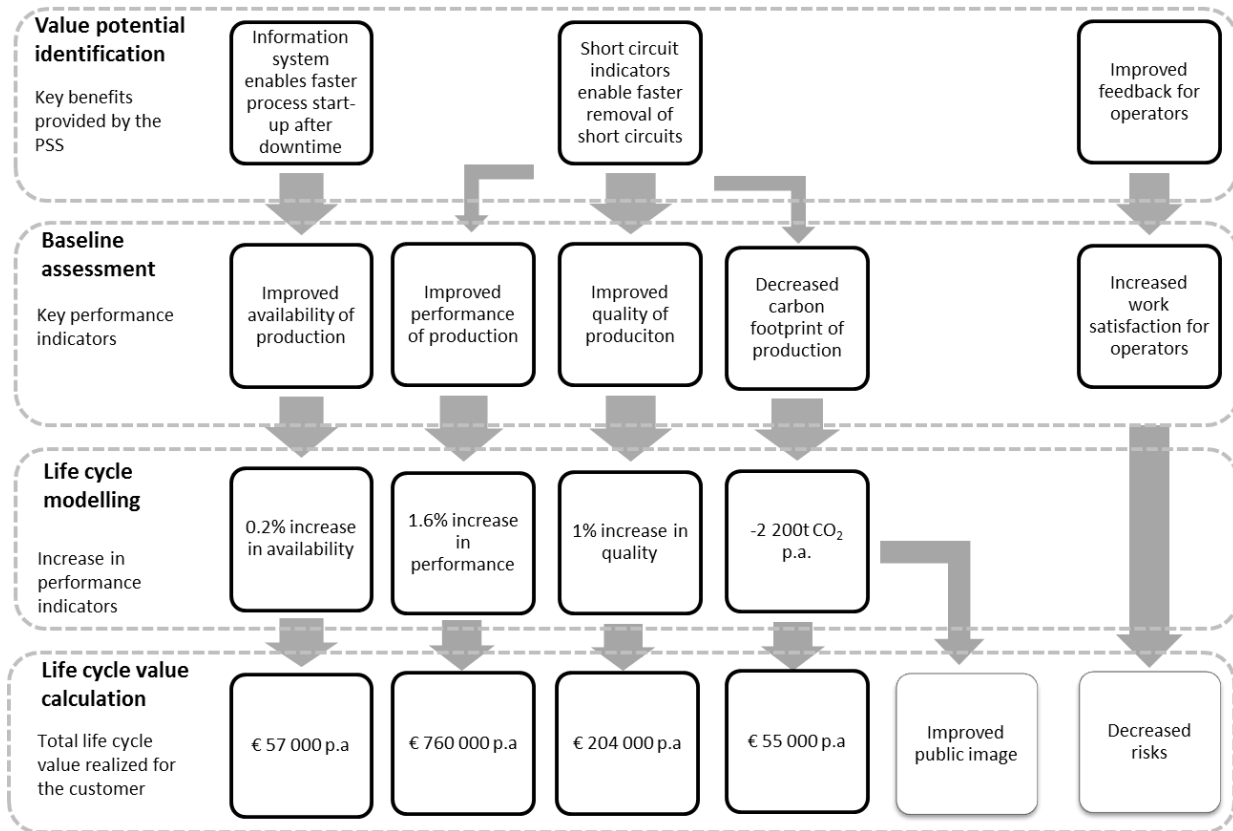 Value potential
identification
Key benefits
provided by the
PSS
Information
system
enables faster
process start-
up after
downtime
Short circuit
indicators
enable faster
removal of
short circuits
Improved
feedback for
operators
Baseline
assessment
Key performance
indicators
Improved
availability of
production
Improved
performance
of production
Improved
quality of
produciton
Decreased
carbon
footprint of
production
Increased
work
satisfaction for
operators
Life cycle
modelling
Increase in
performance
indicators
0.2% increase
in availability
1.6% increase
in
performance
1% increase in
quality
-2 200t CO₂
p.a.
Life cycle value
calculation
Total life cycle
value realized for
the customer
€ 57 000 p.a
€ 760 000 p.a
€ 204 000 p.a
€ 55 000 p.a
Improved
public image
Decreased
risks